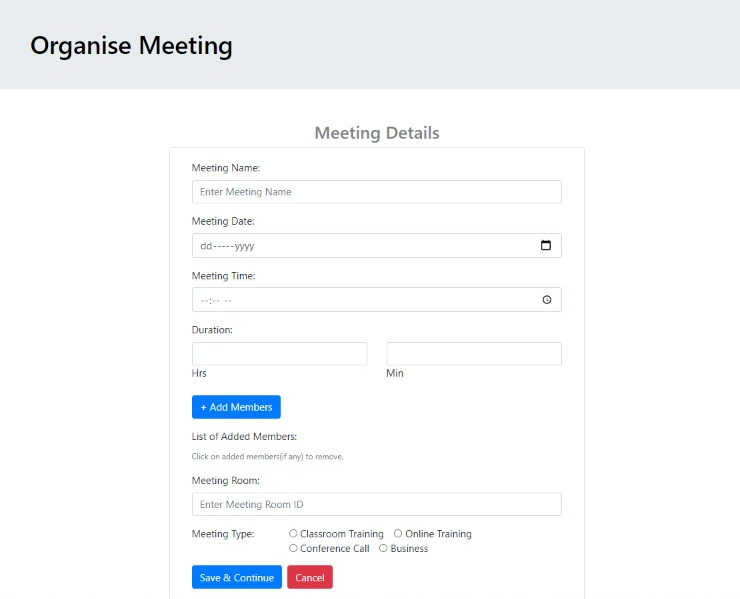 Organise Meeting
Meeting Details
Meeting Name:
Enter Meeting Name
Meeting Date:
dd-----yyyy
Meeting Time:
--:-- --
Duration:
Hrs Min
+ Add Members
List of Added Members:
Click on added members(if any) to remove.
Meeting Room:
Enter Meeting Room ID
Meeting Type: Classroom Training Online Training
Conference Call Business
Save & Continue Cancel